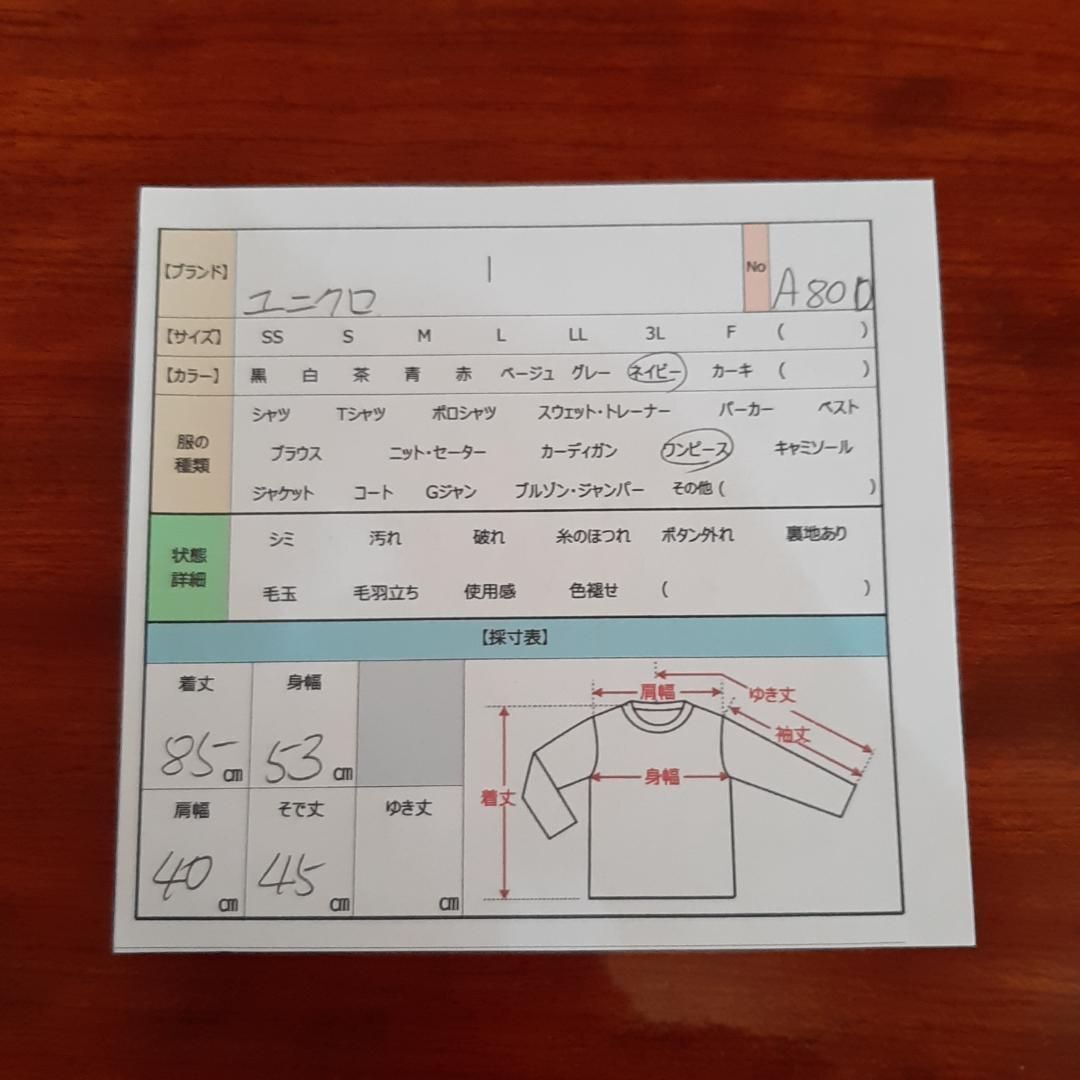 【ブランド】 ユニクロ No A800
【サイズ】 SS S M L LL 3L F ( )
【カラー】 黒 白 茶 青 赤 ベージュ グレー ネイビー カーキ ( )
服の種類
シャツ Tシャツ ポロシャツ スウェット・トレーナー パーカー ベスト
ブラウス ニット・セーター カーディガン ワンピース キャミソール
ジャケット コート Gジャン ブルゾン・ジャンパー その他 ( )
状態詳細
シミ 汚れ 破れ 糸のほつれ ボタン外れ 裏地あり
毛玉 毛羽立ち 使用感 色褪せ ( )
【採寸表】
着丈 身幅
85cm 53cm
肩幅 そで丈 ゆき丈
40cm 45cm cm
肩幅 ゆき丈
袖丈
身幅
着丈